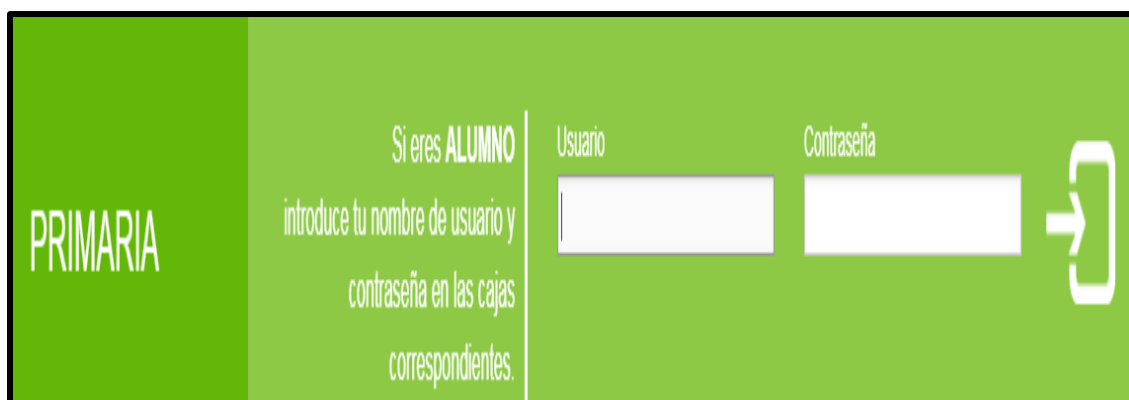 PRIMARIA
Si eres ALUMNO
introduce tu nombre de usuario y
contraseña en las cajas
correspondientes.
Usuario
Contraseña